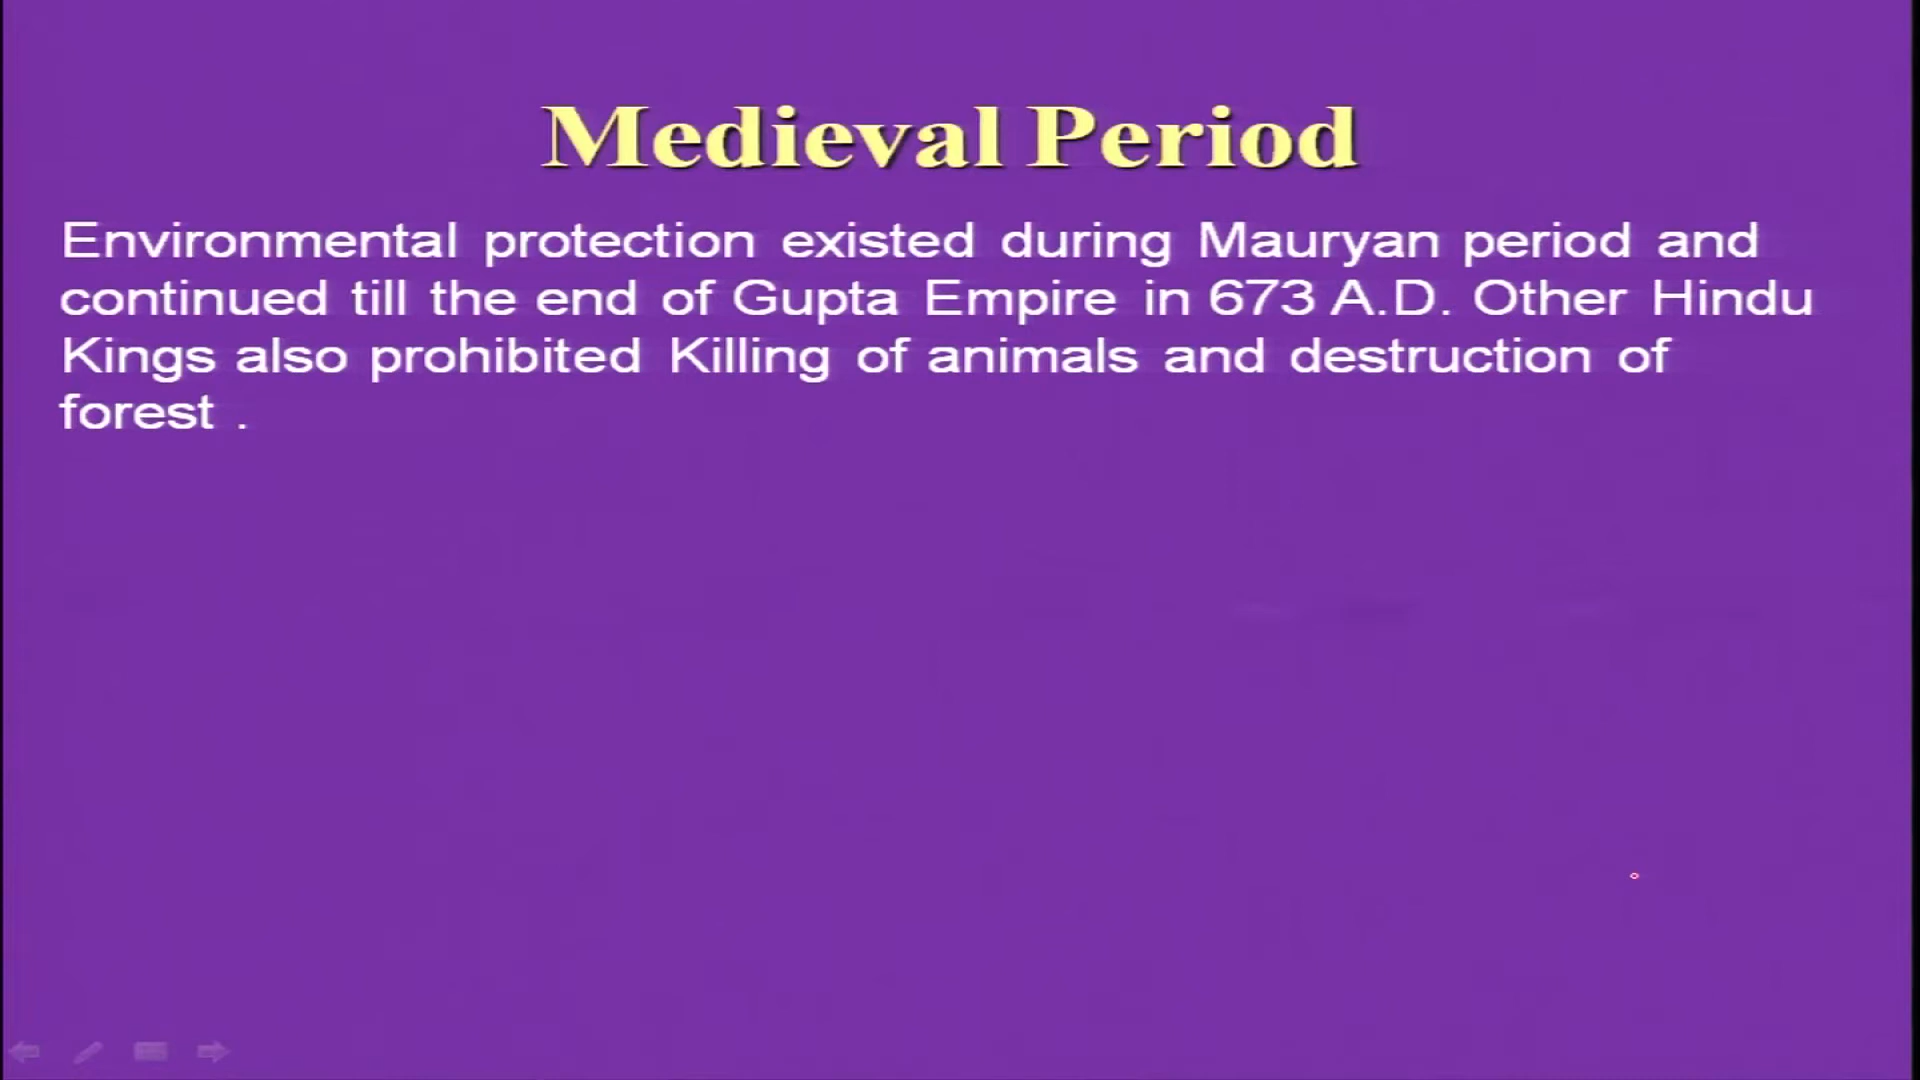 Medieval Period
Environmental protection existed during Mauryan period and
continued till the end of Gupta Empire in 673 A.D. Other Hindu
Kings also prohibited Killing of animals and destruction of
forest .